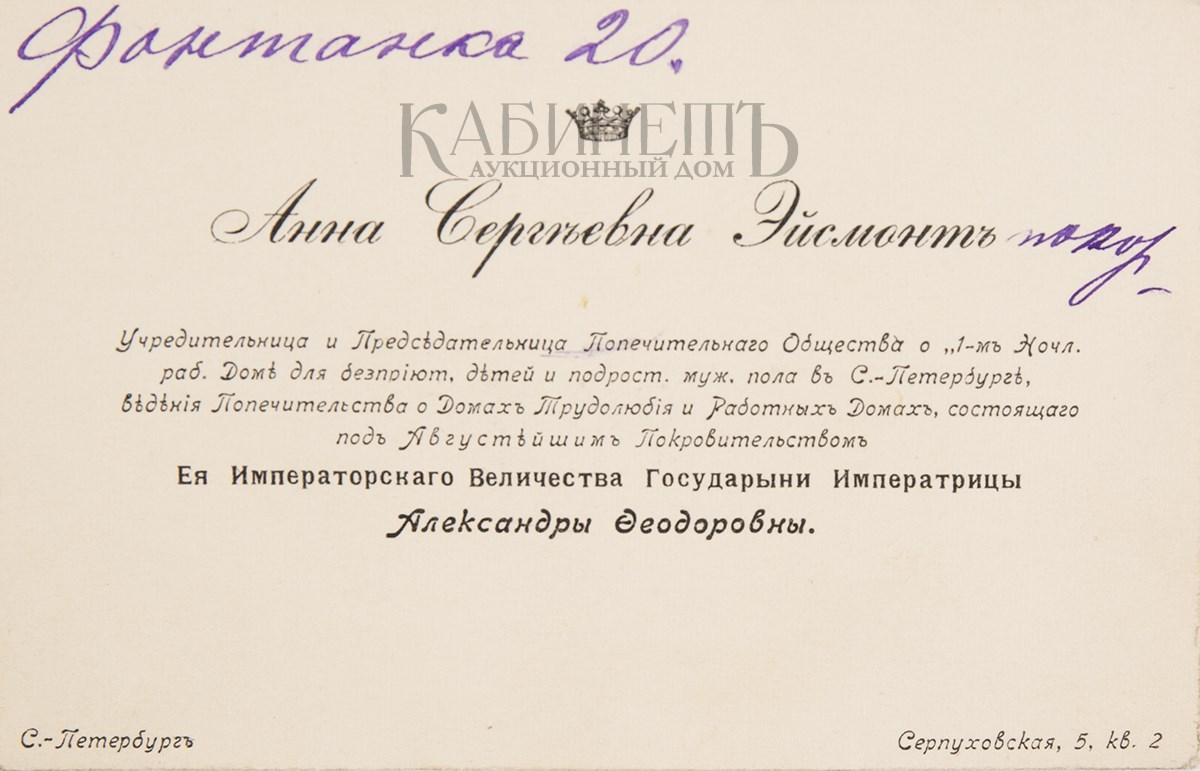 Фонтанка 20.
КАБИНЕТЪ
АУКЦИОННЫЙ ДОМ
Анна Сергѣевна Эйсмонтъ
Учредительница и Предсѣдательница Попечительнаго Общества о „1-мъ Ночл.
раб. Домѣ для безпріют. дѣтей и подрост. муж. пола въ С.-Петербургѣ,
вѣдѣнія Попечительства о Домахъ Трудолюбія и Работныхъ Домахъ, состоящаго
подъ Августѣйшимъ Покровительствомъ
Ея Императорскаго Величества Государыни Императрицы
Александры Ѳеодоровны.
С.-Петербургъ
Серпуховская, 5, кв. 2